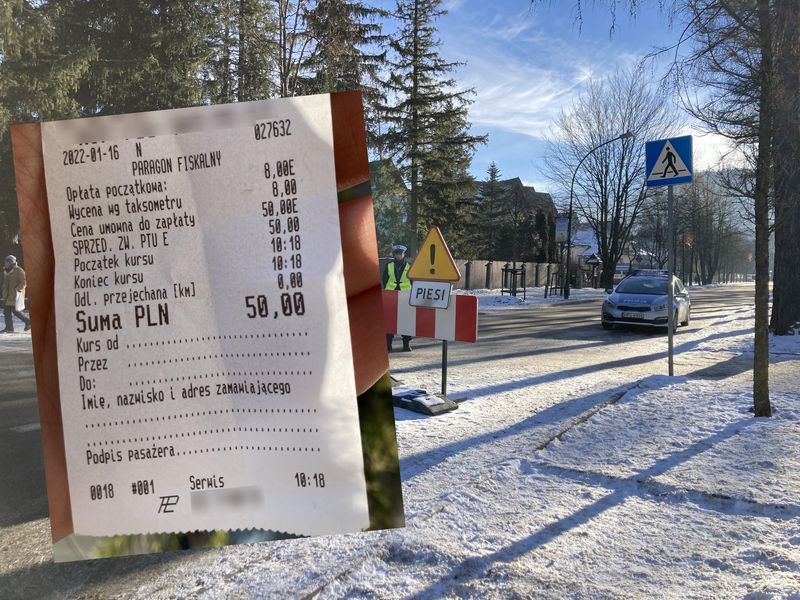 027632
2022-01-16 N
PARAGON FISKALNY
Opłata początkowa: 8,00E
Wycena wg taksometru 8,00
Cena umowna do zapłaty 50,00E
SPRZED. ZW. PTU E 50,00
Początek kursu 10:18
Koniec kursu 10:18
Odl. przejechana [km] 0,00
Suma PLN 50,00
Kurs od
Przez
Do:
Imię, nazwisko i adres zamawiającego
Podpis pasażera
0018 #001 Serwis 10:18
PIESI